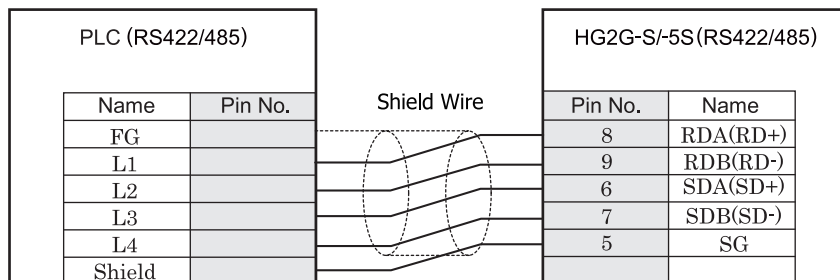 PLC (RS422/485)
HG2G-S/-5S(RS422/485)
Shield Wire
Name Pin No.
FG
L1
L2
L3
L4
Shield
Pin No. Name
8 RDA(RD+)
9 RDB(RD-)
6 SDA(SD+)
7 SDB(SD-)
5 SG